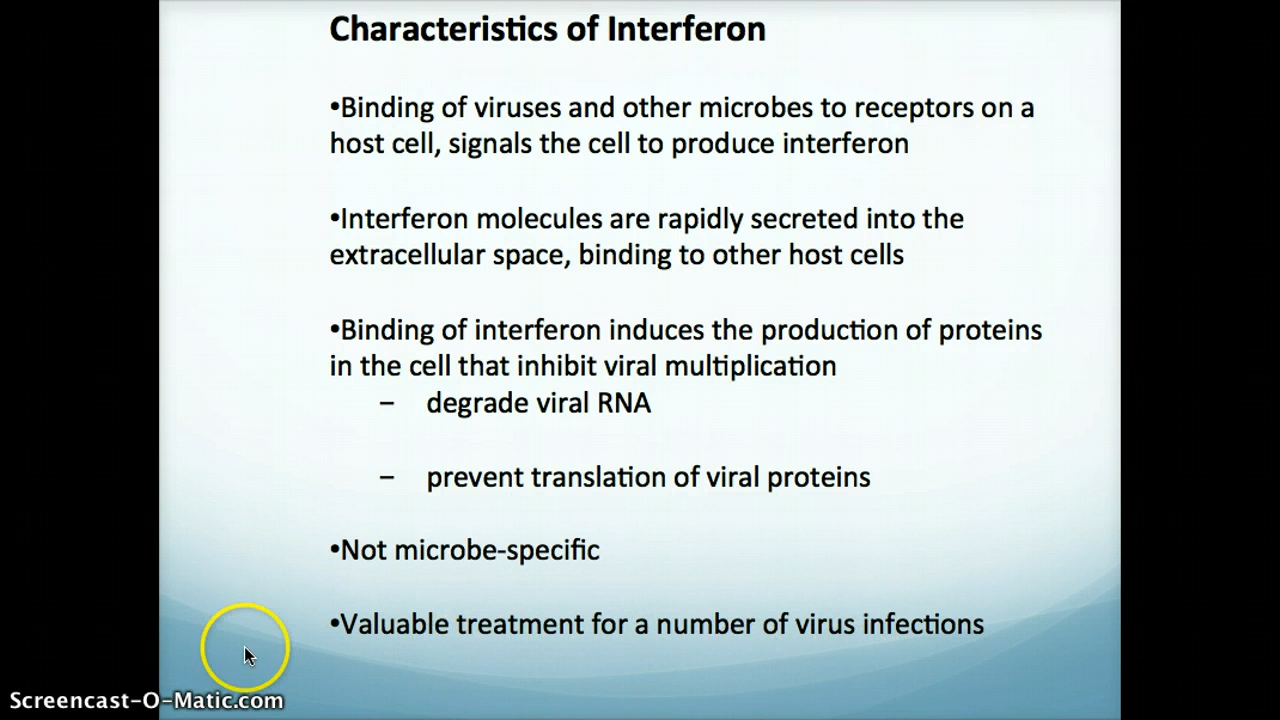 Characteristics of Interferon
•Binding of viruses and other microbes to receptors on a
host cell, signals the cell to produce interferon
•Interferon molecules are rapidly secreted into the
extracellular space, binding to other host cells
•Binding of interferon induces the production of proteins
in the cell that inhibit viral multiplication
– degrade viral RNA
– prevent translation of viral proteins
•Not microbe-specific
•Valuable treatment for a number of virus infections
Screencast-O-Matic.com